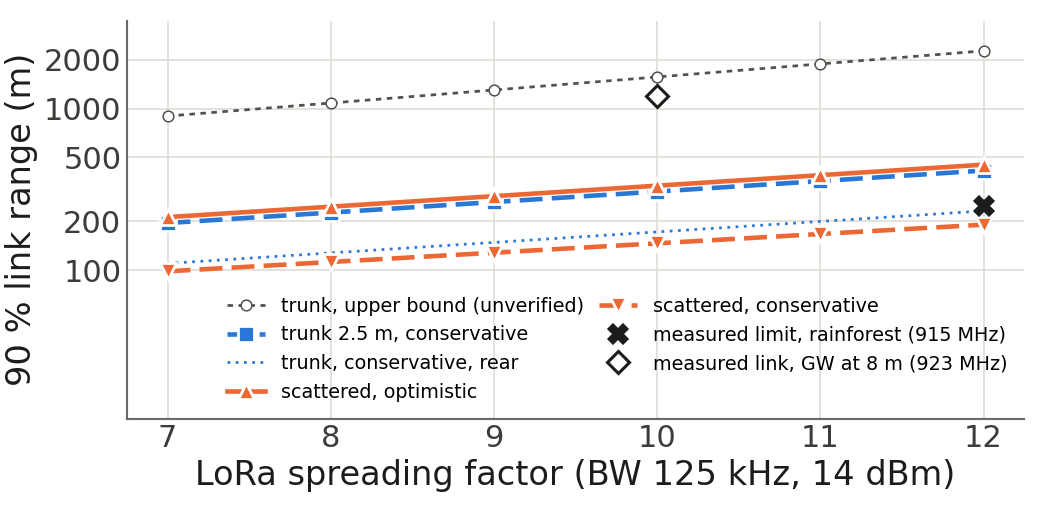 90 % link range (m)
2000
1000
500
200
100
trunk, upper bound (unverified)
trunk 2.5 m, conservative
trunk, conservative, rear
scattered, optimistic
scattered, conservative
measured limit, rainforest (915 MHz)
measured link, GW at 8 m (923 MHz)
7 8 9 10 11 12
LoRa spreading factor (BW 125 kHz, 14 dBm)